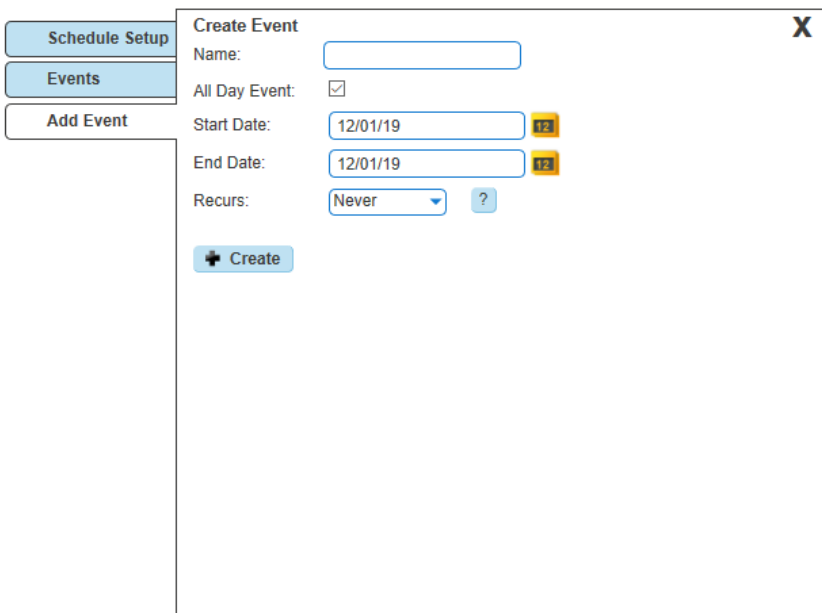 Schedule Setup
Events
Add Event
Create Event
X
Name:
All Day Event:
Start Date: 12/01/19 12
End Date: 12/01/19 12
Recurs: Never ?
Create